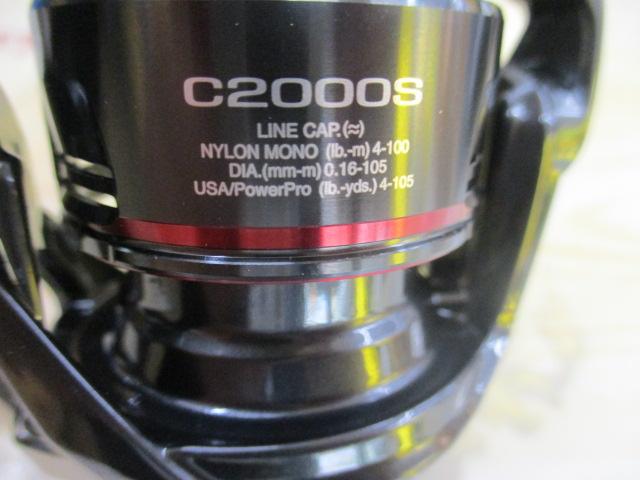 C2000S
LINE CAP.(≈)
NYLON MONO (lb.-m) 4-100
DIA.(mm-m) 0.16-105
USA/PowerPro (lb.-yds.) 4-105